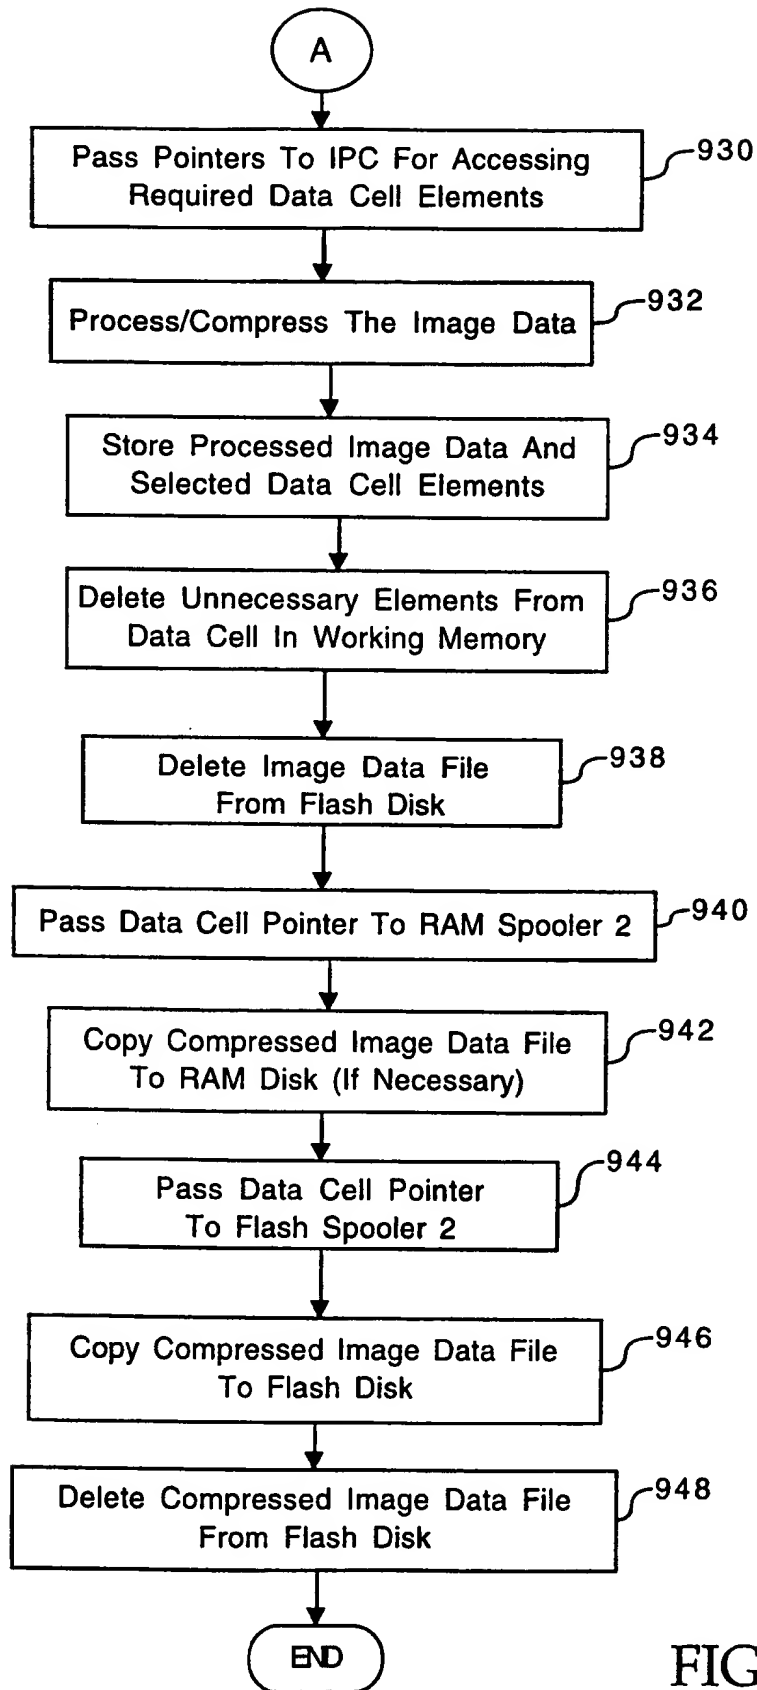 A
Pass Pointers To IPC For Accessing
Required Data Cell Elements
930
Process/Compress The Image Data
932
Store Processed Image Data And
Selected Data Cell Elements
934
Delete Unnecessary Elements From
Data Cell In Working Memory
936
Delete Image Data File
From Flash Disk
938
Pass Data Cell Pointer To RAM Spooler 2
940
Copy Compressed Image Data File
To RAM Disk (If Necessary)
942
Pass Data Cell Pointer
To Flash Spooler 2
944
Copy Compressed Image Data File
To Flash Disk
946
Delete Compressed Image Data File
From Flash Disk
948
END
FIG